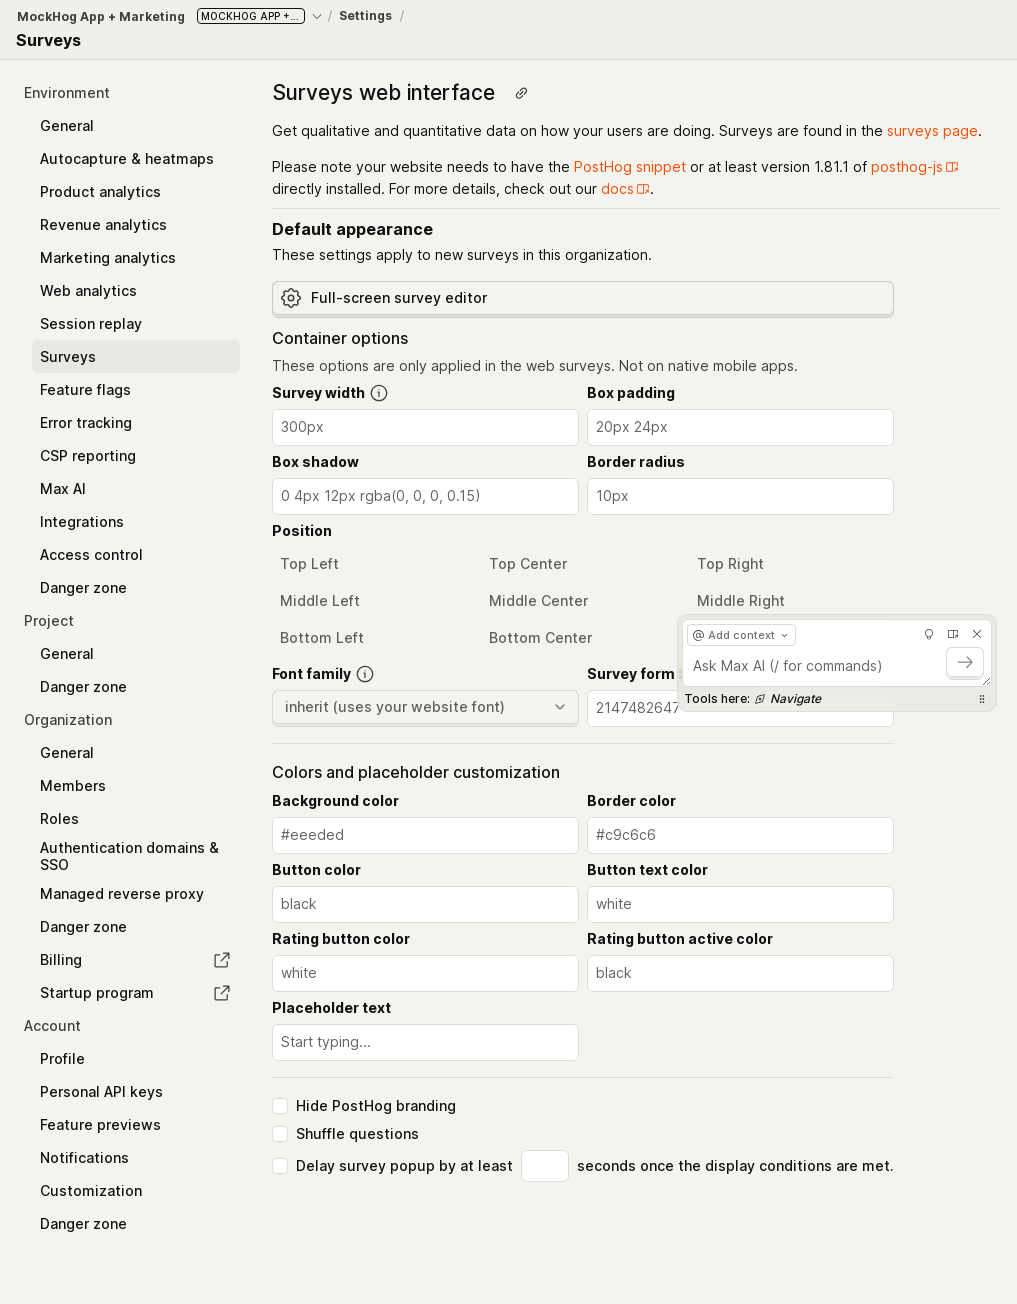 MockHog App + Marketing
MOCKHOG APP +...
/
Settings
/
Surveys
Environment
General
Autocapture & heatmaps
Product analytics
Revenue analytics
Marketing analytics
Web analytics
Session replay
Surveys
Feature flags
Error tracking
CSP reporting
Max AI
Integrations
Access control
Danger zone
Project
General
Danger zone
Organization
General
Members
Roles
Authentication domains &
SSO
Managed reverse proxy
Danger zone
Billing
Startup program
Account
Profile
Personal API keys
Feature previews
Notifications
Customization
Danger zone
Surveys web interface
Get qualitative and quantitative data on how your users are doing. Surveys are found in the surveys page.
Please note your website needs to have the PostHog snippet or at least version 1.81.1 of posthog-js
directly installed. For more details, check out our docs.
Default appearance
These settings apply to new surveys in this organization.
Full-screen survey editor
Container options
These options are only applied in the web surveys. Not on native mobile apps.
Survey width
Box padding
300px
20px 24px
Box shadow
Border radius
0 4px 12px rgba(0, 0, 0, 0.15)
10px
Position
Top Left
Top Center
Top Right
Middle Left
Middle Center
Middle Right
Bottom Left
Bottom Center
Font family
Survey form
inherit (uses your website font)
2147482647
@ Add context
Ask Max AI (/ for commands)
Tools here: Navigate
Colors and placeholder customization
Background color
Border color
#eeeded
#c9c6c6
Button color
Button text color
black
white
Rating button color
Rating button active color
white
black
Placeholder text
Start typing...
Hide PostHog branding
Shuffle questions
Delay survey popup by at least
seconds once the display conditions are met.